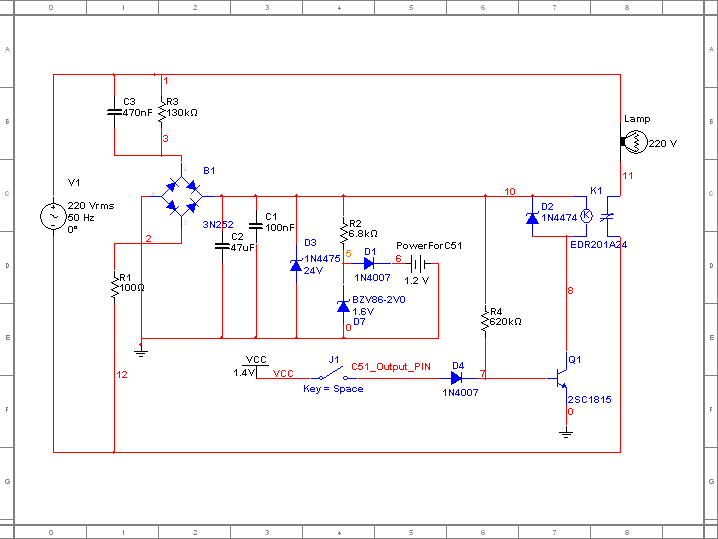 0 1 2 3 4 5 6 7 8
A A
B B
C C
D D
E E
F F
G G
0 1 2 3 4 5 6 7 8
1
C3
470nF
R3
130kΩ
3
Lamp
220 V
V1
220 Vrms
50 Hz
0°
B1
3N252
2
C2
47uF
C1
100nF
R2
6.8kΩ
10
D2
1N4474
K1
K
EDR201A24
11
D3
1N4475
24V
5
D1
1N4007
6
PowerForC51
1.2 V
R1
100Ω
BZV86-2V0
1.6V
D7
0
8
R4
620kΩ
12
VCC
1.4V
VCC
J1
Key = Space
C51_Output_PIN
D4
1N4007
7
Q1
2SC1815
0